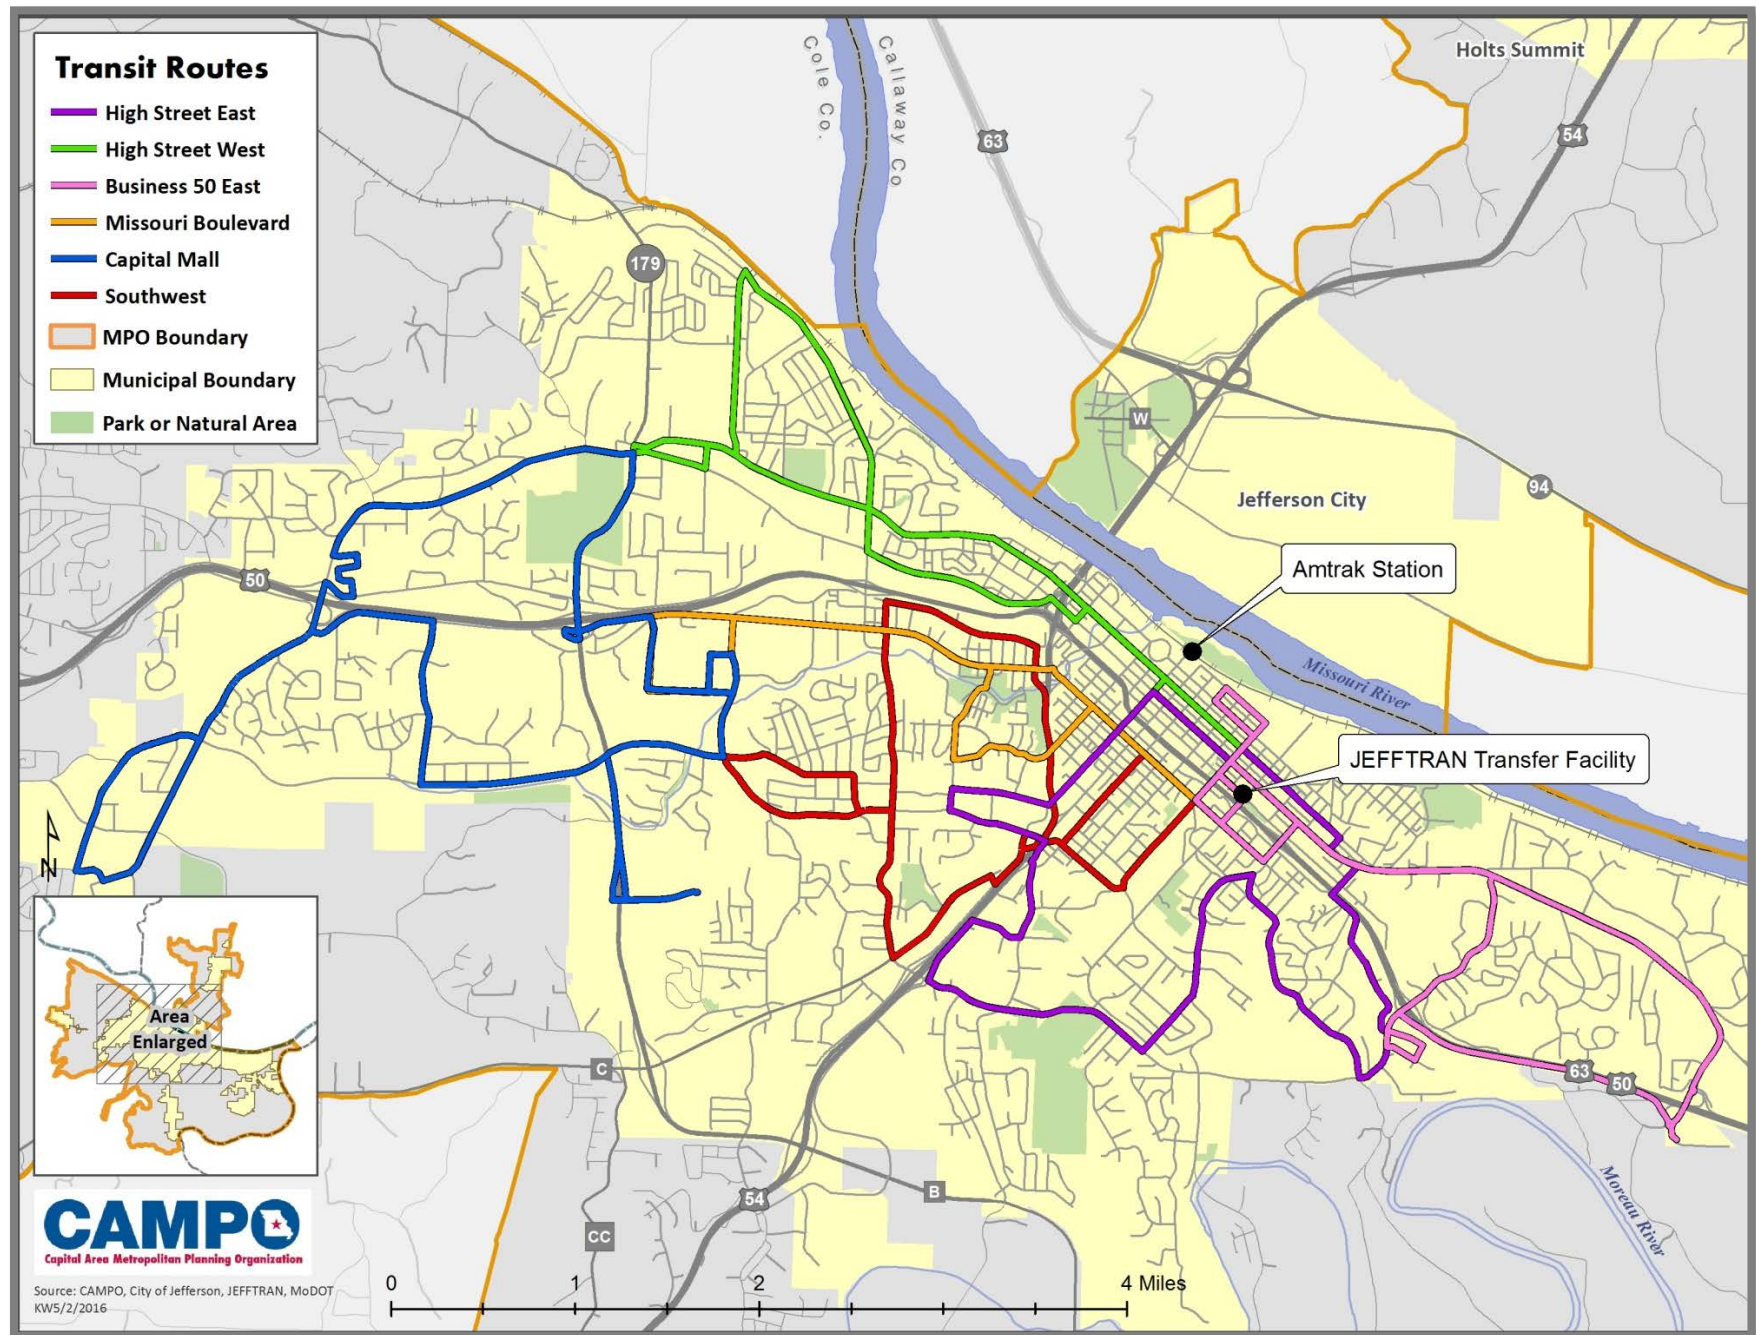 Transit Routes
High Street East
High Street West
Business 50 East
Missouri Boulevard
Capital Mall
Southwest
MPO Boundary
Municipal Boundary
Park or Natural Area
Cole Co.
Callaway Co
Holts Summit
63
54
179
W
94
Jefferson City
50
Amtrak Station
Missouri River
JEFFTRAN Transfer Facility
N
Area
Enlarged
C
63
50
54
B
CC
Moreau River
CAMPO
Capital Area Metropolitan Planning Organization
Source: CAMPO, City of Jefferson, JEFFTRAN, MoDOT
KW5/2/2016
0 1 2 4 Miles